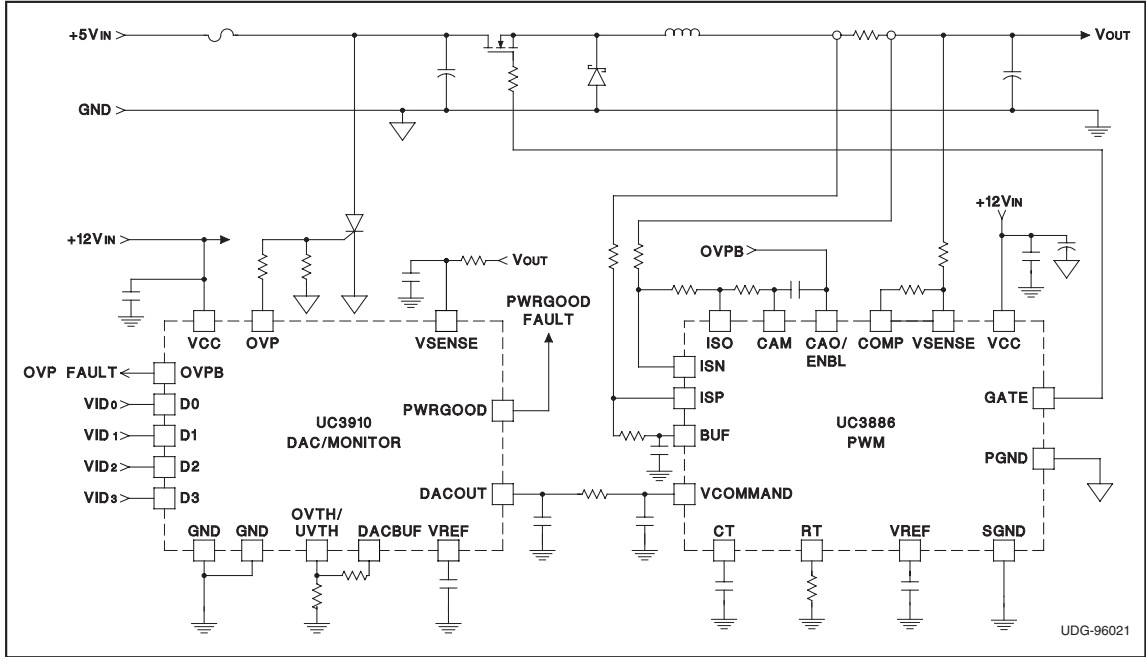 +5VIN
VOUT
GND
+12VIN
+12VIN
OVPB
VOUT
PWRGOOD
FAULT
VCC
OVP
VSENSE
ISO
CAM
CAO/
ENBL
COMP
VSENSE
VCC
OVP FAULT
OVPB
ISN
VID0
D0
ISP
GATE
PWRGOOD
UC3910
DAC/MONITOR
UC3886
PWM
VID1
D1
BUF
VID2
D2
PGND
VID3
D3
DACOUT
VCOMMAND
GND
GND
OVTH/
UVTH
DACBUF
VREF
CT
RT
VREF
SGND
UDG-96021